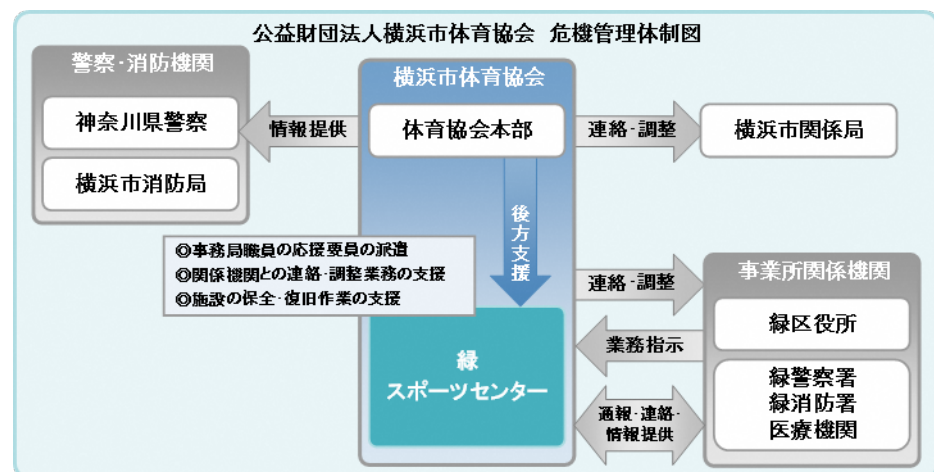 公益財団法人横浜市体育協会 危機管理体制図
警察・消防機関
神奈川県警察
横浜市消防局
情報提供
横浜市体育協会
体育協会本部
連絡・調整
横浜市関係局
後方支援
◎事務局職員の応援要員の派遣
◎関係機関との連絡・調整業務の支援
◎施設の保全・復旧作業の支援
緑
スポーツセンター
連絡・調整
業務指示
通報・連絡・
情報提供
事業所関係機関
緑区役所
緑警察署
緑消防署
医療機関